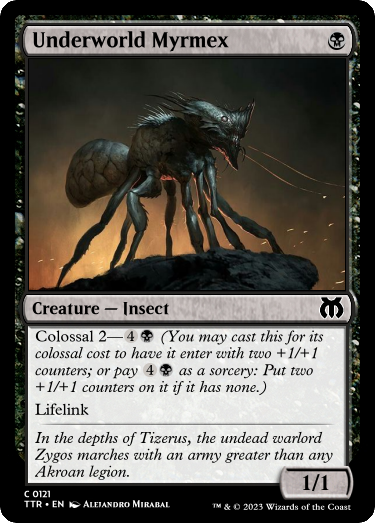 Underworld Myrmex
Creature — Insect
Colossal 2—4 (You may cast this for its
colossal cost to have it enter with two +1/+1
counters; or pay 4 as a sorcery: Put two
+1/+1 counters on it if it has none.)
Lifelink
In the depths of Tizerus, the undead warlord
Zygos marches with an army greater than any
Akroan legion.
1/1
C 0121
TTR • EN Alejandro Mirabal
™ & © 2023 Wizards of the Coast